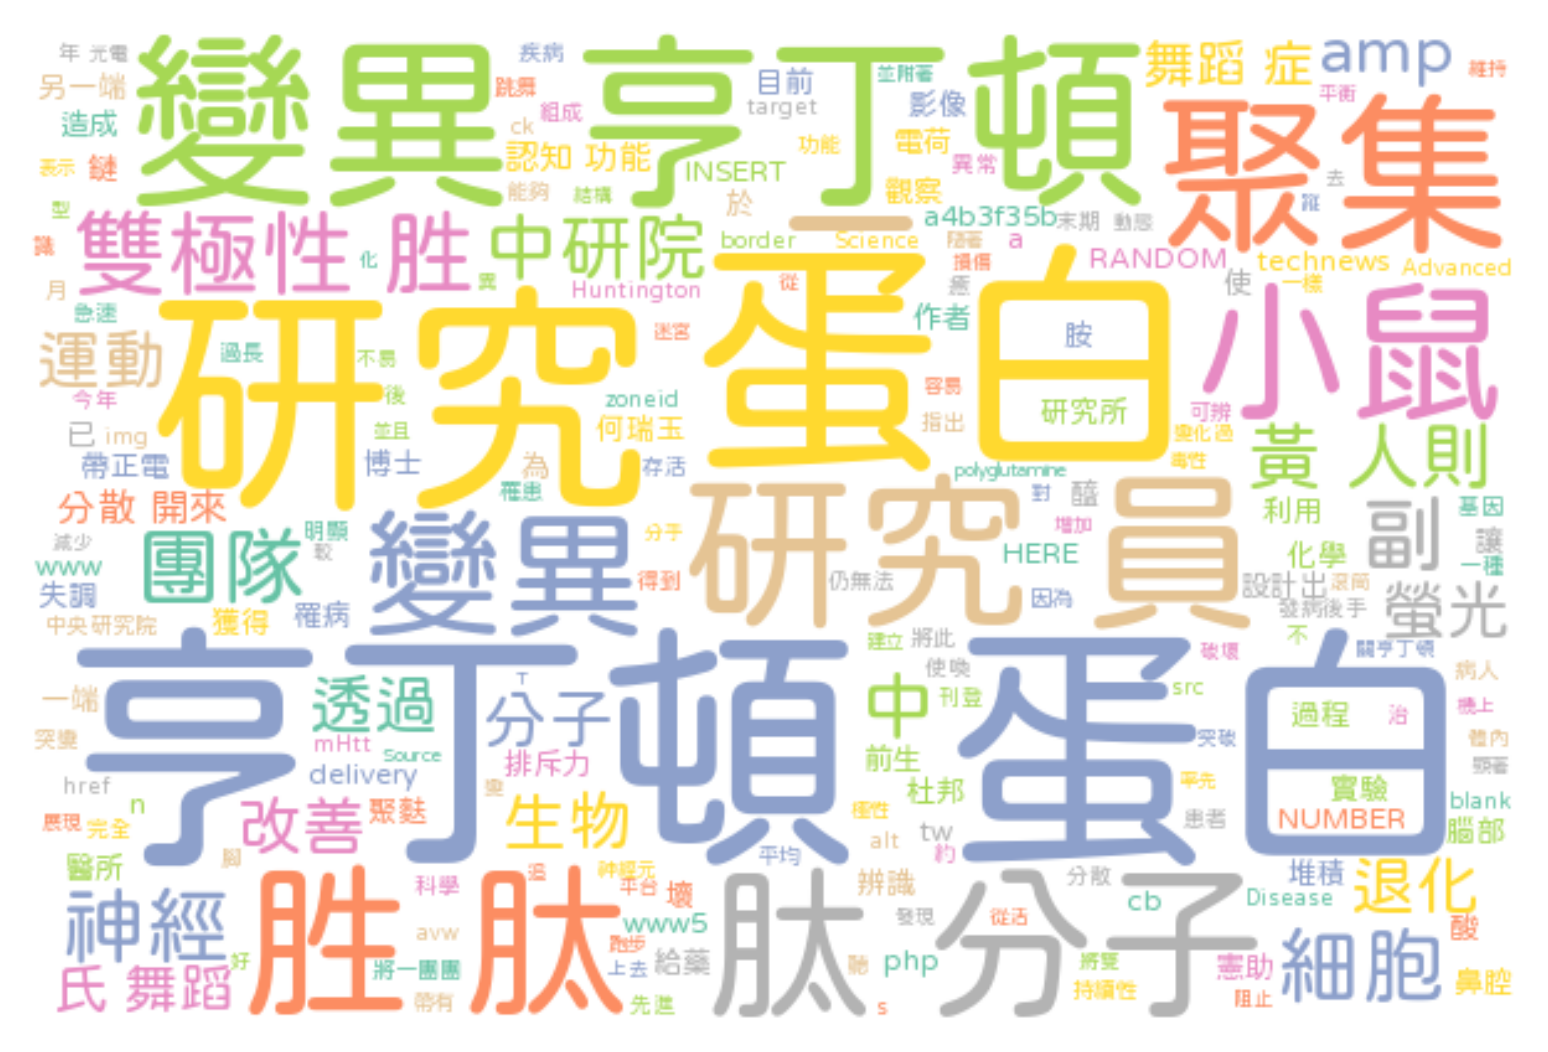 年 光電
變異
疾病
亨丁頓
目前
並附著
舞蹈 症
amp
維持
另一端
跳舞
組成
target
影像
平衡
造成
ck
認知 功能
功能
電荷
聚集
表示
鏈
INSERT
異常
能夠
結構
於
觀察
去
型
a4b3f35b
末期
動態
識
雙極性 胜
化
中研院
border
Science
隨著
a
損傷
RANDOM
technews
Advanced
月
異
Huntington
從
使
一樣
急速
研究
蛋白
作者
小鼠
運動
過長
不易
迷宮
胺
今年
後
zoneid
容易
研究所
可辨
已
img
並且
何瑞玉
指出
黃
人則
帶正電
博士
為
存活
polyglutamine
毒性
分散 開來
罹患
研究員
對
利用
副
基因
團隊
明顯
變異
分手
增加
讓
減少
較
HERE
化學
一種
www
得到
仍無法
設計出
滾筒
失調
罹病
因為
發病後手
螢光
中央研究院
獲得
不
亨丁頓
建立
將此
破壞
關亨丁頓
蛋白
使喚
病人
一端
透過
T
分子
中
刊登
src
過程
治
機上
突變
mHtt
Source
排斥力
前生
突破
體內
href
delivery
杜邦
率先
實驗
顯著
n
改善
聚麩
生物
極性
患者
NUMBER
blank
展現
完全
alt
tw
約
腦部
醫所
腳
平均
神經
科學
胜
肽
神經元
平台
壞
肽
辨識
分子
分散
cb
堆積
退化
Disease
avw
www5
發現
從活
酸
氏 舞蹈
好
將一團團
跑步
上去
給藥
聽
php
將雙
憲助
細胞
鼻腔
帶有
先進
s
持續性
阻止